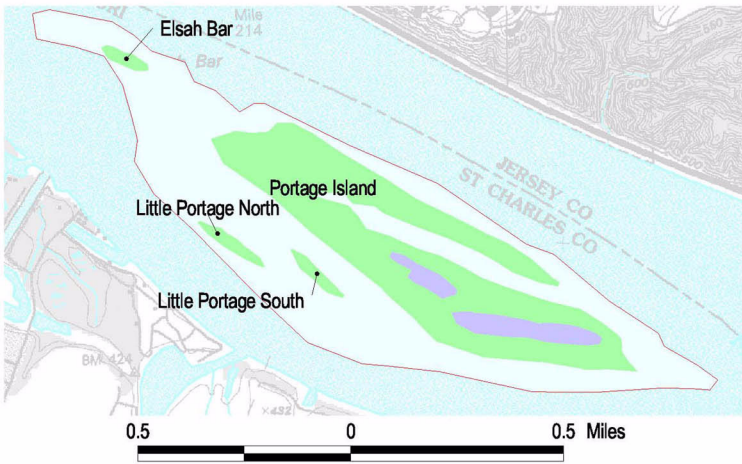 Elsah Bar
Mile
214
Bar
Portage Island
JERSEY CO
ST CHARLES CO
Little Portage North
Little Portage South
BM 424
×432
600
0.5 0 0.5 Miles